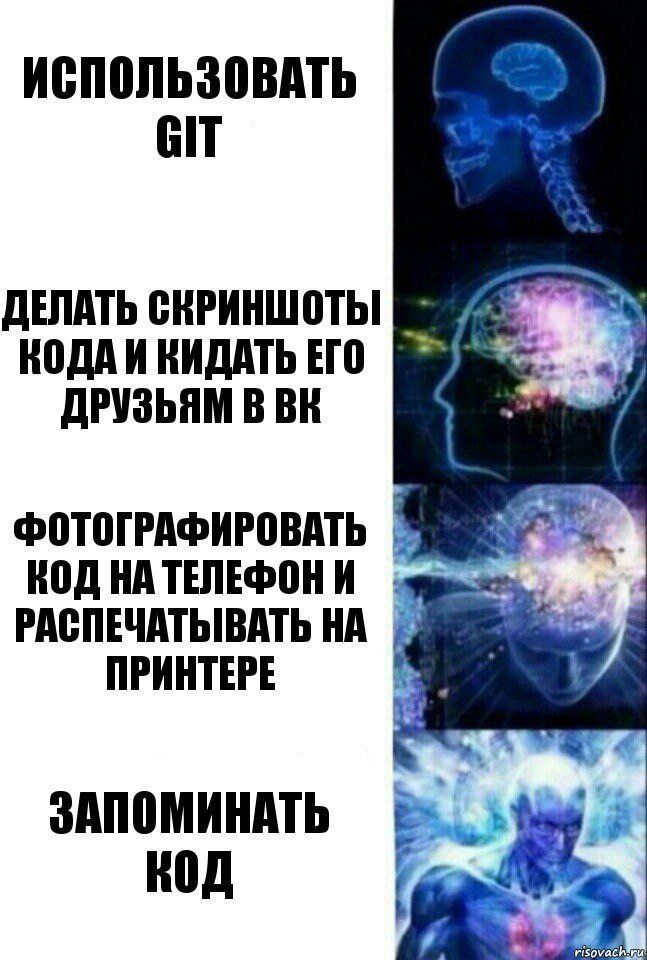 ИСПОЛЬЗОВАТЬ
GIT
ДЕЛАТЬ СКРИНШОТЫ
КОДА И КИДАТЬ ЕГО
ДРУЗЬЯМ В ВК
ФОТОГРАФИРОВАТЬ
КОД НА ТЕЛЕФОН И
РАСПЕЧАТЫВАТЬ НА
ПРИНТЕРЕ
ЗАПОМИНАТЬ
КОД
risovach.ru